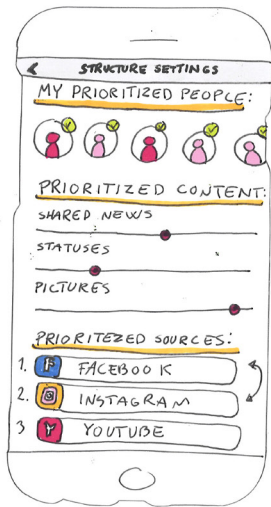 STRUCTURE SETTINGS
MY PRIORITIZED PEOPLE:
PRIORITIZED CONTENT:
SHARED NEWS
STATUSES
PICTURES
PRIORITEZED SOURCES:
1. F FACEBOOK
2. INSTAGRAM
3 Y YOUTUBE